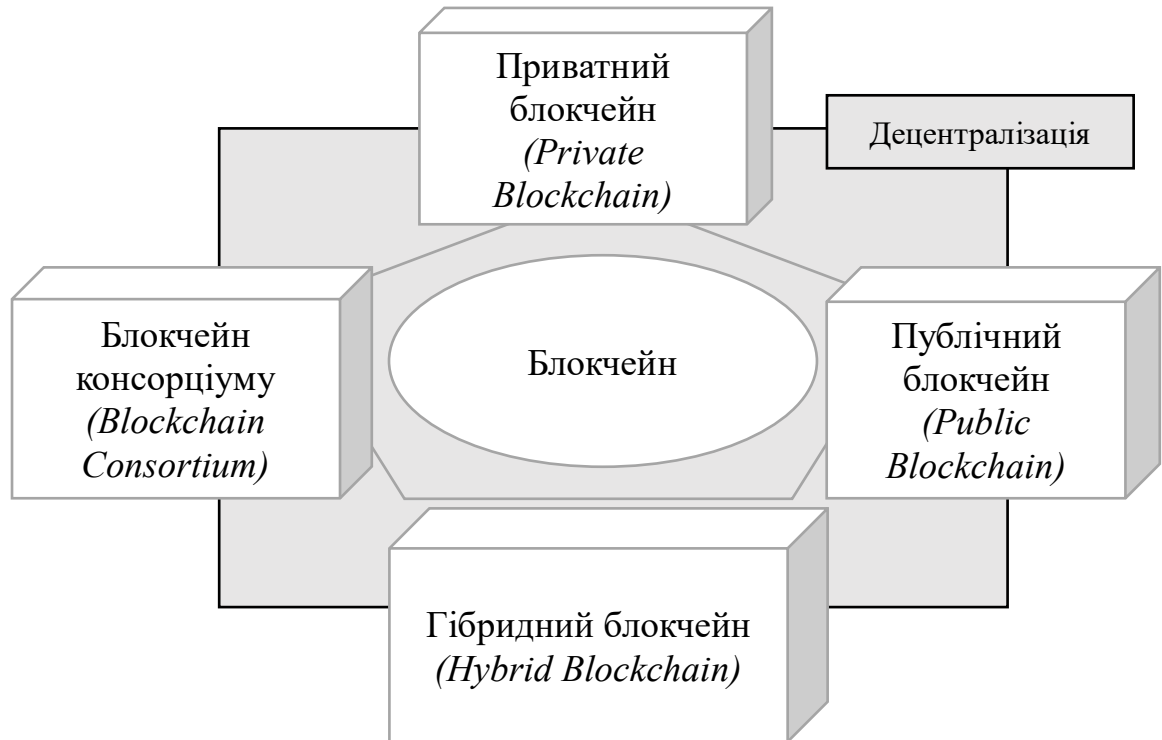 Приватний
блокчейн
(Private
Blockchain)
Децентралізація
Блокчейн
консорціуму
(Blockchain
Consortium)
Блокчейн
Публічний
блокчейн
(Public
Blockchain)
Гібридний блокчейн
(Hybrid Blockchain)